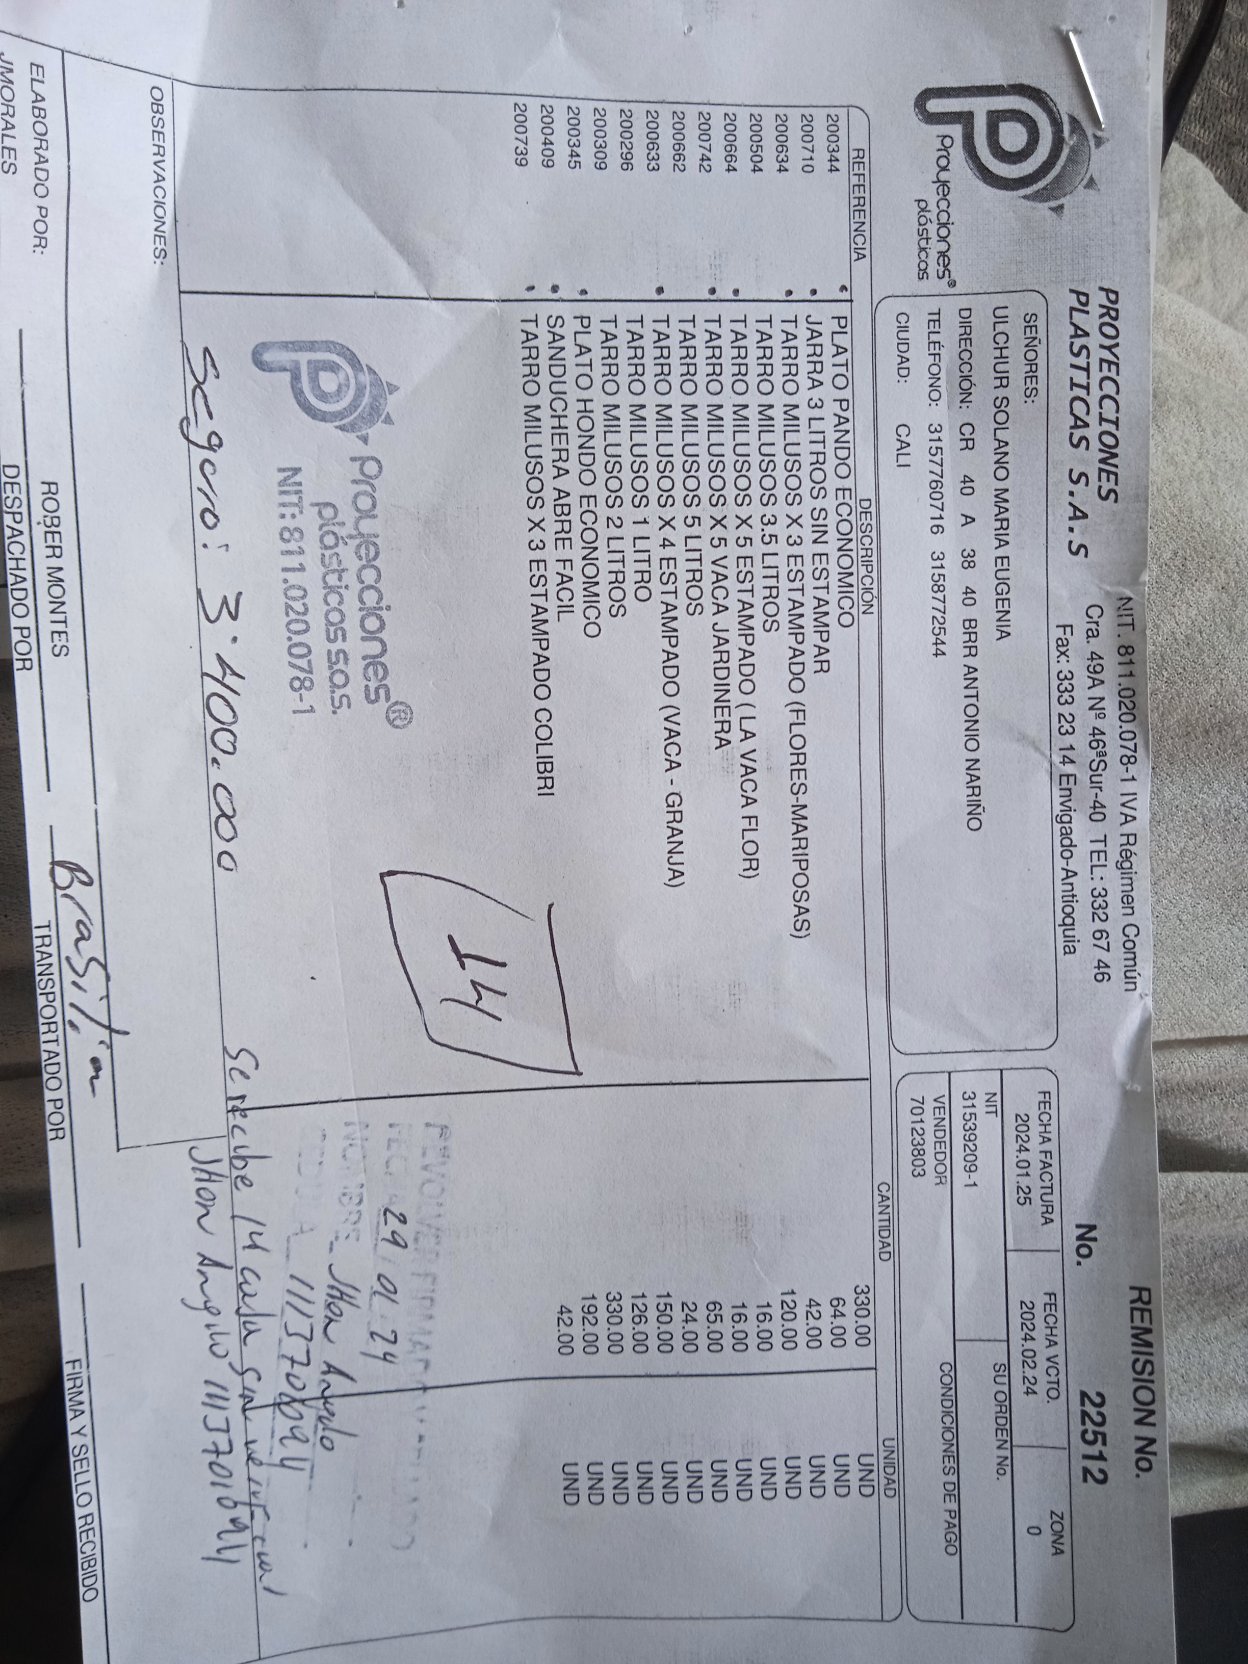 PROYECCIONES
PLASTICAS S.A.S
NIT. 811.020.078-1 IVA Régimen Común
Cra. 49A Nº 46ªSur-40 TEL: 332 67 46
Fax: 333 23 14 Envigado-Antioquia
REMISION No.
No. 22512
Proyecciones®
plásticas
SEÑORES:
ULCHUR SOLANO MARIA EUGENIA
DIRECCIÓN: CR 40 A 38 40 BRR ANTONIO NARIÑO
TELÉFONO: 3157760716 3158772544
CIUDAD: CALI
FECHA FACTURA FECHA VCTO. ZONA
2024.01.25 2024.02.24 0
NIT SU ORDEN No.
31539209-1
VENDEDOR CONDICIONES DE PAGO
70123803
REFERENCIA DESCRIPCIÓN CANTIDAD UNIDAD
200344 PLATO PANDO ECONOMICO 330.00 UND
200710 JARRA 3 LITROS SIN ESTAMPAR 64.00 UND
200634 TARRO MILUSOS X 3 ESTAMPADO (FLORES-MARIPOSAS) 42.00 UND
200504 TARRO MILUSOS 3.5 LITROS 120.00 UND
200664 TARRO MILUSOS X 5 ESTAMPADO ( LA VACA FLOR) 16.00 UND
200742 TARRO MILUSOS X 5 VACA JARDINERA 16.00 UND
200662 TARRO MILUSOS 5 LITROS 65.00 UND
200633 TARRO MILUSOS X 4 ESTAMPADO (VACA - GRANJA) 24.00 UND
200296 TARRO MILUSOS 1 LITRO 150.00 UND
200309 TARRO MILUSOS 2 LITROS 126.00 UND
200345 PLATO HONDO ECONOMICO 330.00 UND
200409 SANDUCHERA ABRE FACIL 192.00 UND
200739 TARRO MILUSOS X 3 ESTAMPADO COLIBRI 42.00 UND
14
Proyecciones®
plásticas s.a.s.
NIT: 811.020.078-1
29 01 24
NOMBRE Jhon Angulo
Seguro: 3'400.000
Se recibe 14
Jhon Angulo
OBSERVACIONES:
ELABORADO POR:
JMORALES
ROBER MONTES
DESPACHADO POR
TRANSPORTADO POR
FIRMA Y SELLO RECIBIDO